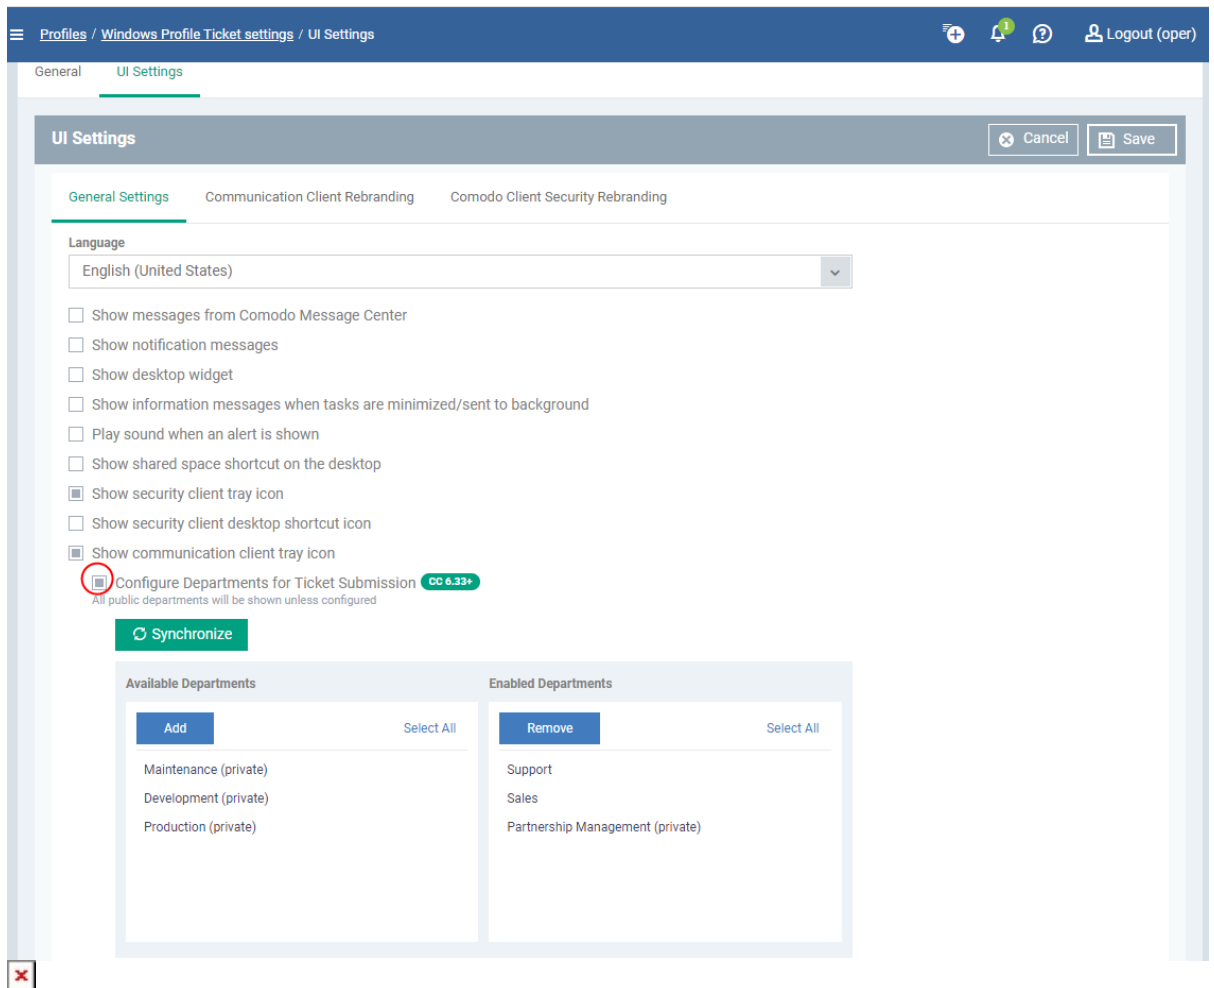 Profiles / Windows Profile Ticket settings / UI Settings
1
Logout (oper)
General UI Settings
UI Settings
Cancel Save
General Settings Communication Client Rebranding Comodo Client Security Rebranding
Language
English (United States)
Show messages from Comodo Message Center
Show notification messages
Show desktop widget
Show information messages when tasks are minimized/sent to background
Play sound when an alert is shown
Show shared space shortcut on the desktop
Show security client tray icon
Show security client desktop shortcut icon
Show communication client tray icon
Configure Departments for Ticket Submission CC 6.33+
All public departments will be shown unless configured
Synchronize
Available Departments Enabled Departments
Add Select All Remove Select All
Maintenance (private) Support
Development (private) Sales
Production (private) Partnership Management (private)